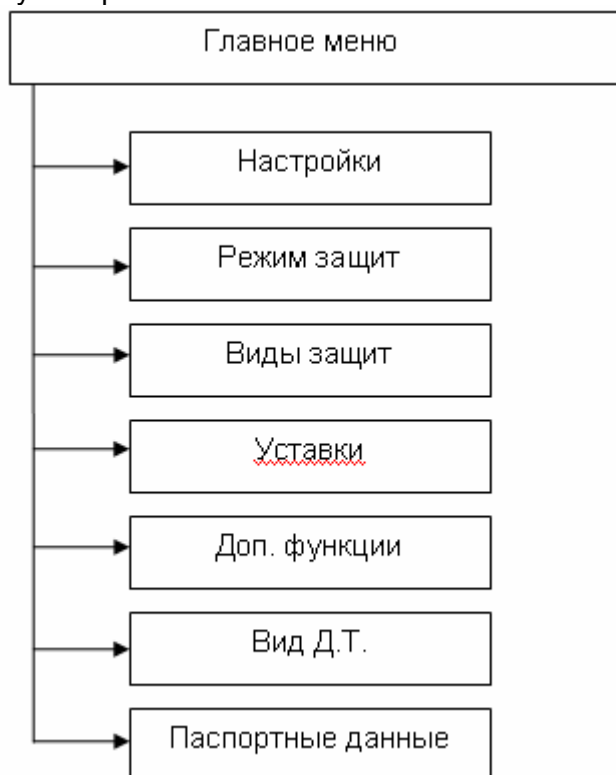 Главное меню
Настройки
Режим защит
Виды защит
Уставки
Доп. функции
Вид Д.Т.
Паспортные данные